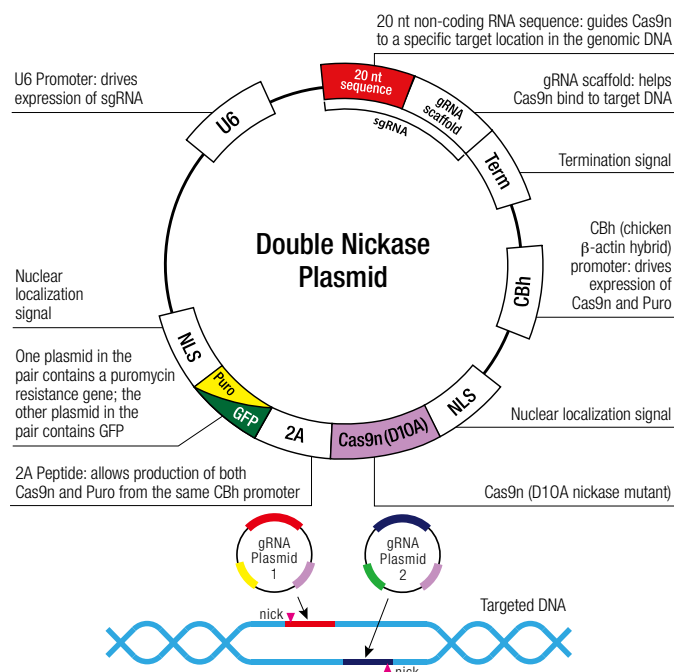 20 nt non-coding RNA sequence: guides Cas9n
to a specific target location in the genomic DNA
U6 Promoter: drives
expression of sgRNA
gRNA scaffold: helps
Cas9n bind to target DNA
20 nt
sequence
gRNA
scaffold
sgRNA
U6
Term
Termination signal
Double Nickase
Plasmid
CBh (chicken
β-actin hybrid)
promoter: drives
expression of
Cas9n and Puro
CBh
Nuclear
localization
signal
NLS
One plasmid in the
pair contains a puromycin
resistance gene; the
other plasmid in the
pair contains GFP
Puro
GFP
2A
Cas9n (D10A)
NLS
Nuclear localization signal
2A Peptide: allows production of both
Cas9n and Puro from the same CBh promoter
Cas9n (D10A nickase mutant)
gRNA
Plasmid
1
gRNA
Plasmid
2
Targeted DNA
nick
nick